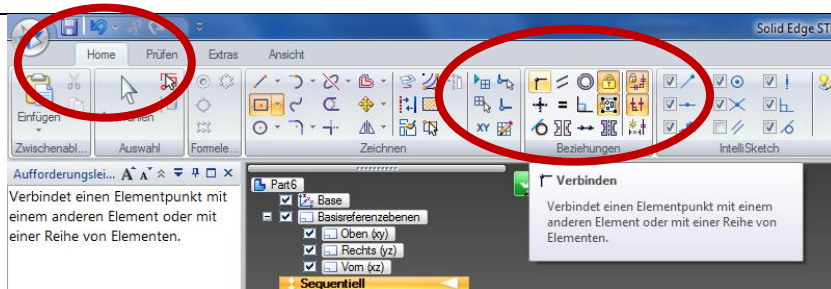 Solid Edge ST
Home Prüfen Extras Ansicht
Einfügen
XY
Zwischenabl... Auswahl Formele... Zeichnen Beziehungen IntelliSketch
Aufforderungslei...
Verbindet einen Elementpunkt mit
einem anderen Element oder mit
einer Reihe von Elementen.
Part6
Base
Basisreferenzebenen
Oben (xy)
Rechts (yz)
Vorn (xz)
Sequentiell
Verbinden
Verbindet einen Elementpunkt mit einem
anderen Element oder mit einer Reihe von
Elementen.